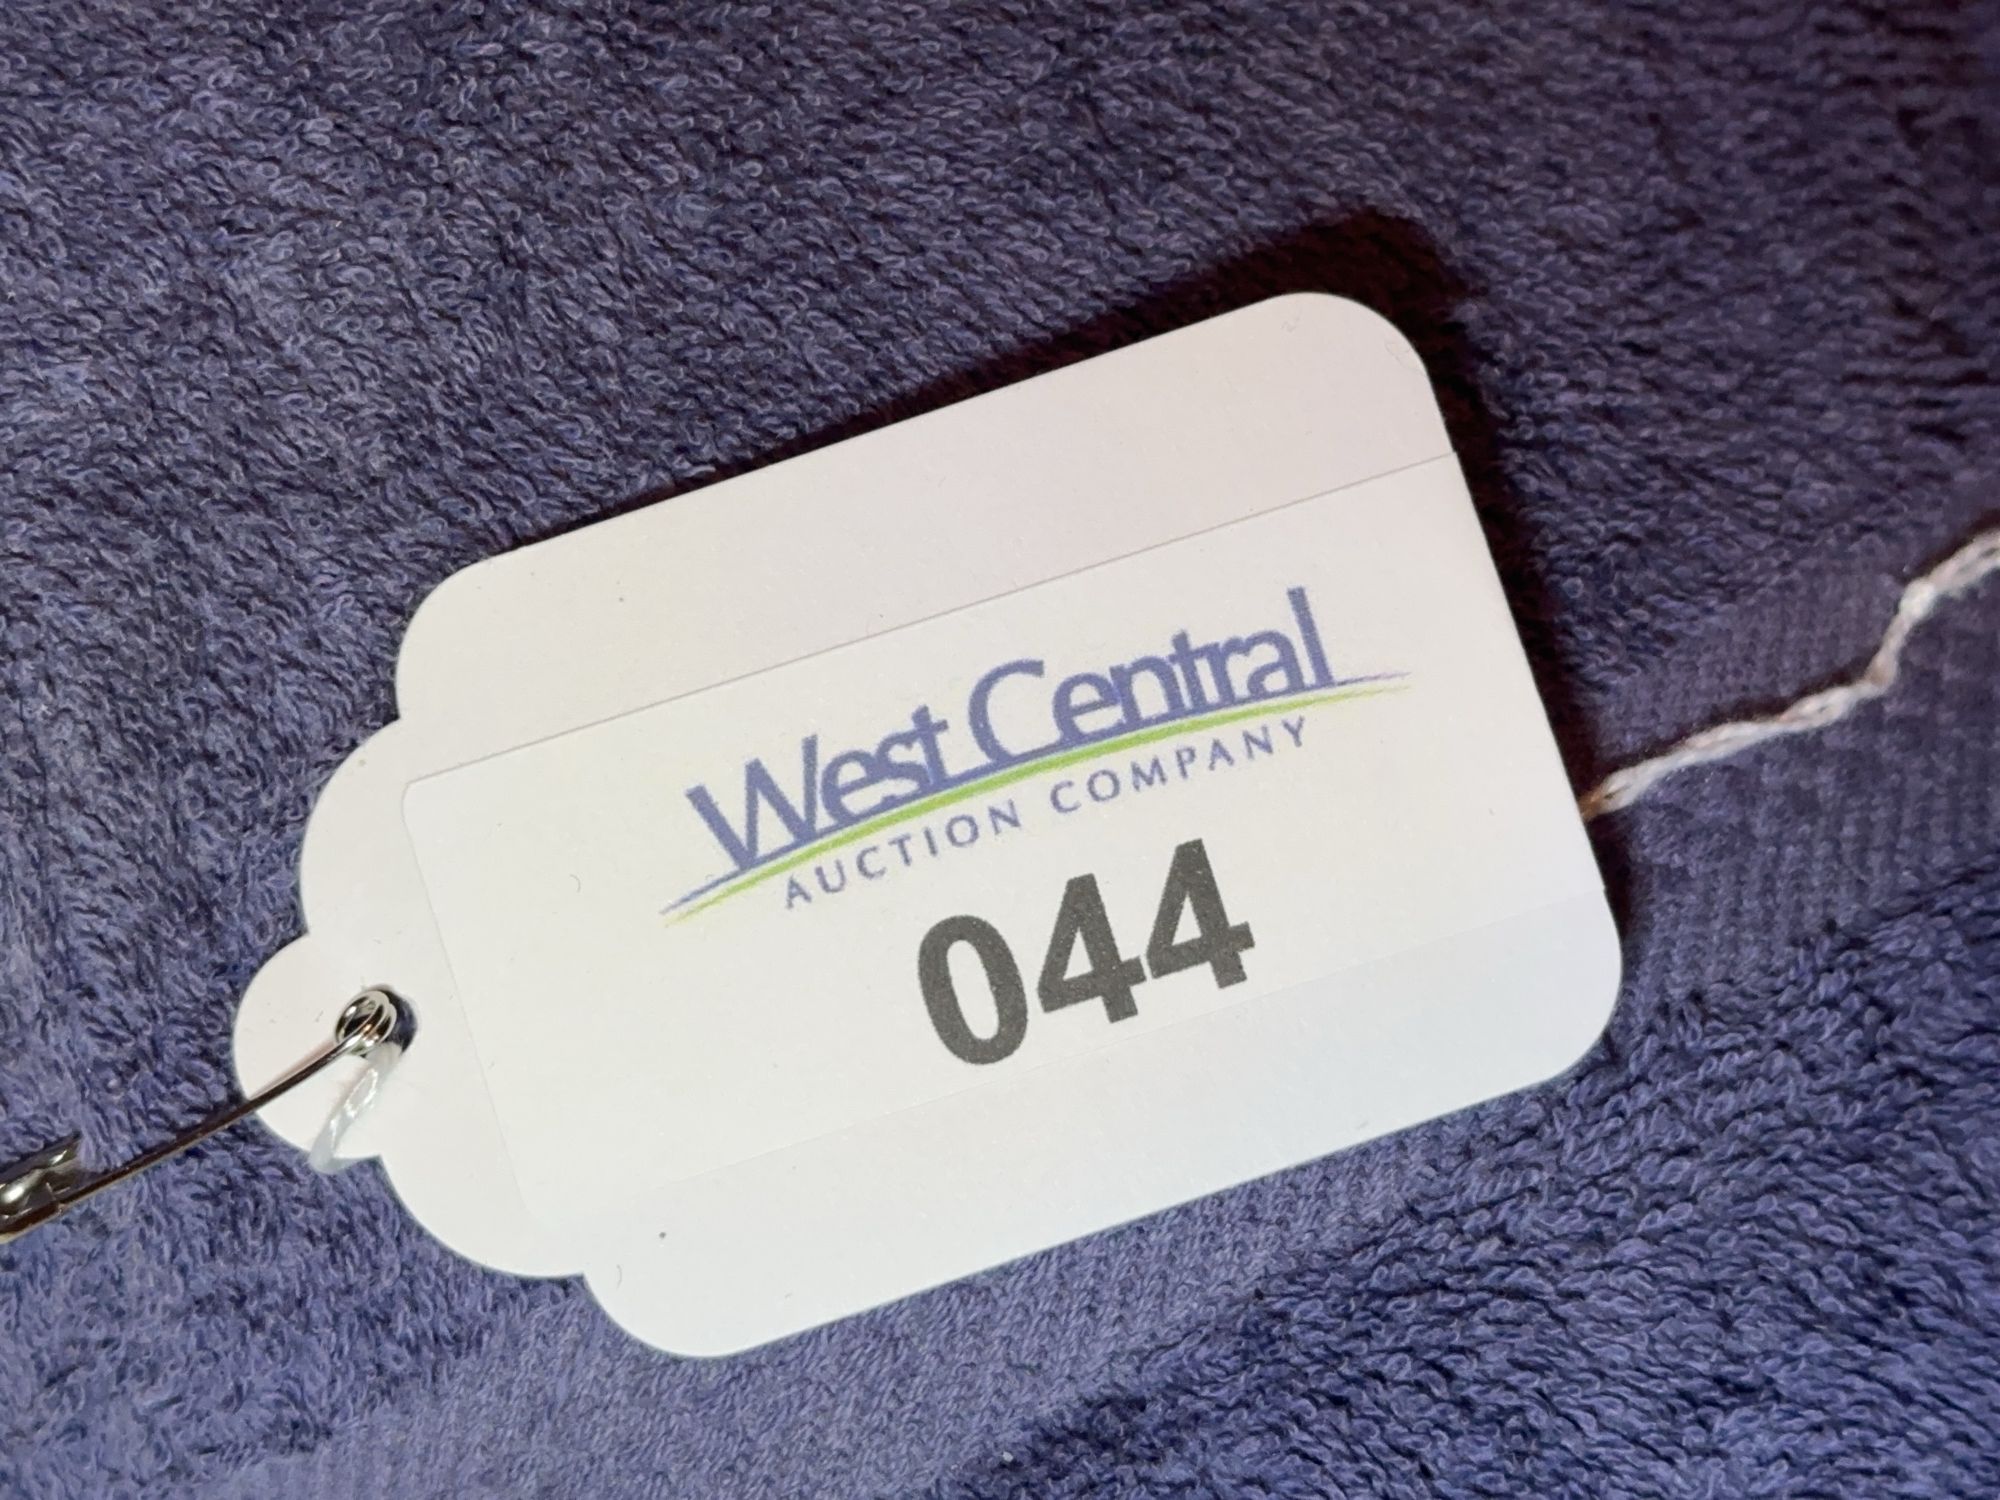 West Central
AUCTION COMPANY
044